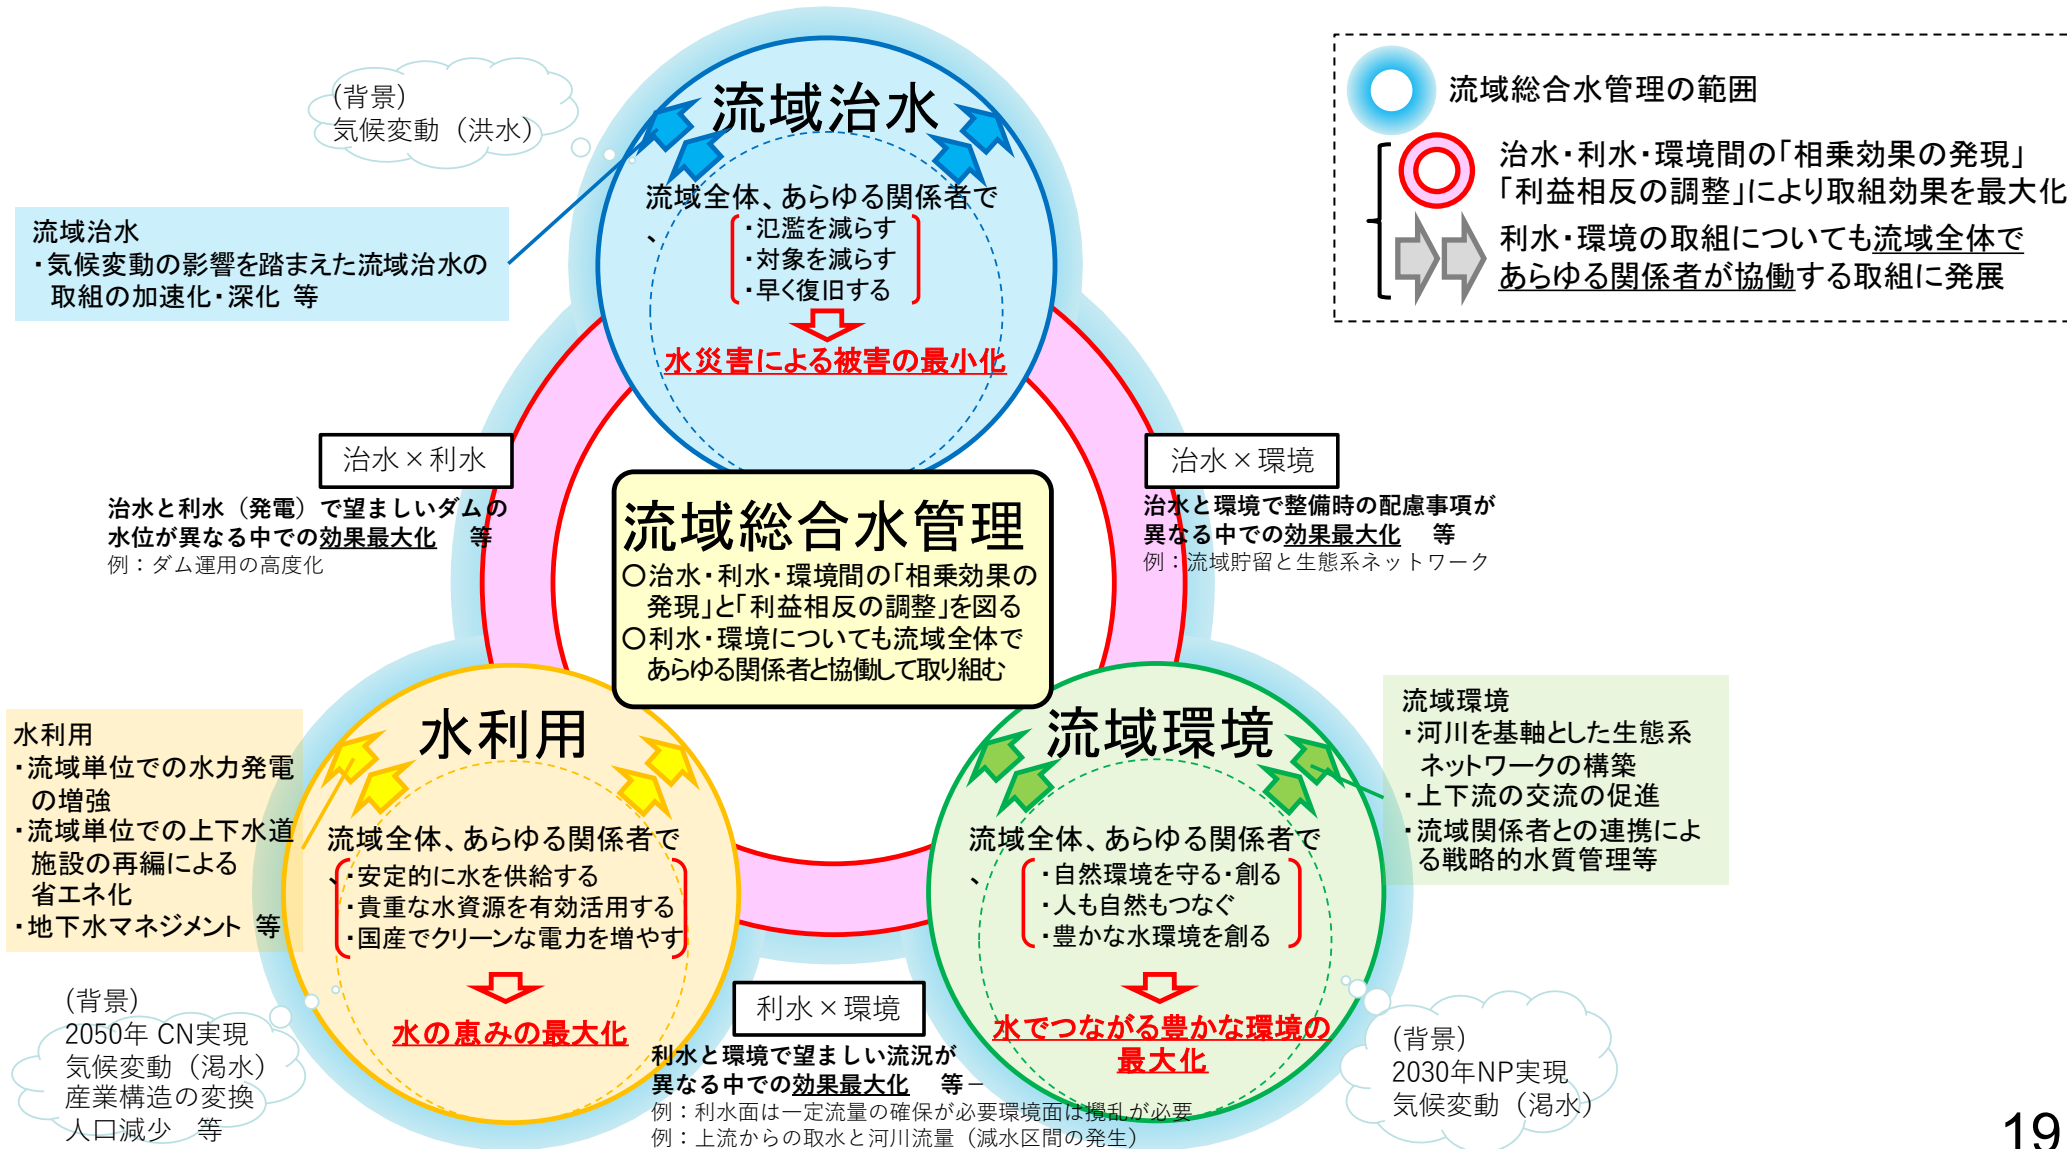 (背景)
気候変動（洪水）
流域治水
・気候変動の影響を踏まえた流域治水の
取組の加速化・深化 等
流域治水
流域全体、あらゆる関係者で
、
・氾濫を減らす
・対象を減らす
・早く復旧する
水災害による被害の最小化
流域総合水管理の範囲
治水・利水・環境間の「相乗効果の発現」
「利益相反の調整」により取組効果を最大化
利水・環境の取組についても流域全体で
あらゆる関係者が協働する取組に発展
治水×利水
治水と利水（発電）で望ましいダムの
水位が異なる中での効果最大化 等
例：ダム運用の高度化
治水×環境
治水と環境で整備時の配慮事項が
異なる中での効果最大化 等
例：流域貯留と生態系ネットワーク
流域総合水管理
○治水・利水・環境間の「相乗効果の
発現」と「利益相反の調整」を図る
○利水・環境についても流域全体で
あらゆる関係者と協働して取り組む
水利用
・流域単位での水力発電
の増強
・流域単位での上下水道
施設の再編による
省エネ化
・地下水マネジメント 等
水利用
流域全体、あらゆる関係者で
、
・安定的に水を供給する
・貴重な水資源を有効活用する
・国産でクリーンな電力を増やす
水の恵みの最大化
(背景)
2050年 CN実現
気候変動（渇水）
産業構造の変換
人口減少 等
流域環境
流域全体、あらゆる関係者で
、
・自然環境を守る・創る
・人も自然もつなぐ
・豊かな水環境を創る
水でつながる豊かな環境の
最大化
流域環境
・河川を基軸とした生態系
ネットワークの構築
・上下流の交流の促進
・流域関係者との連携によ
る戦略的水質管理等
(背景)
2030年NP実現
気候変動（渇水）
利水×環境
利水と環境で望ましい流況が
異なる中での効果最大化 等
例：利水面は一定流量の確保が必要環境面は攪乱が必要
例：上流からの取水と河川流量（減水区間の発生）
19